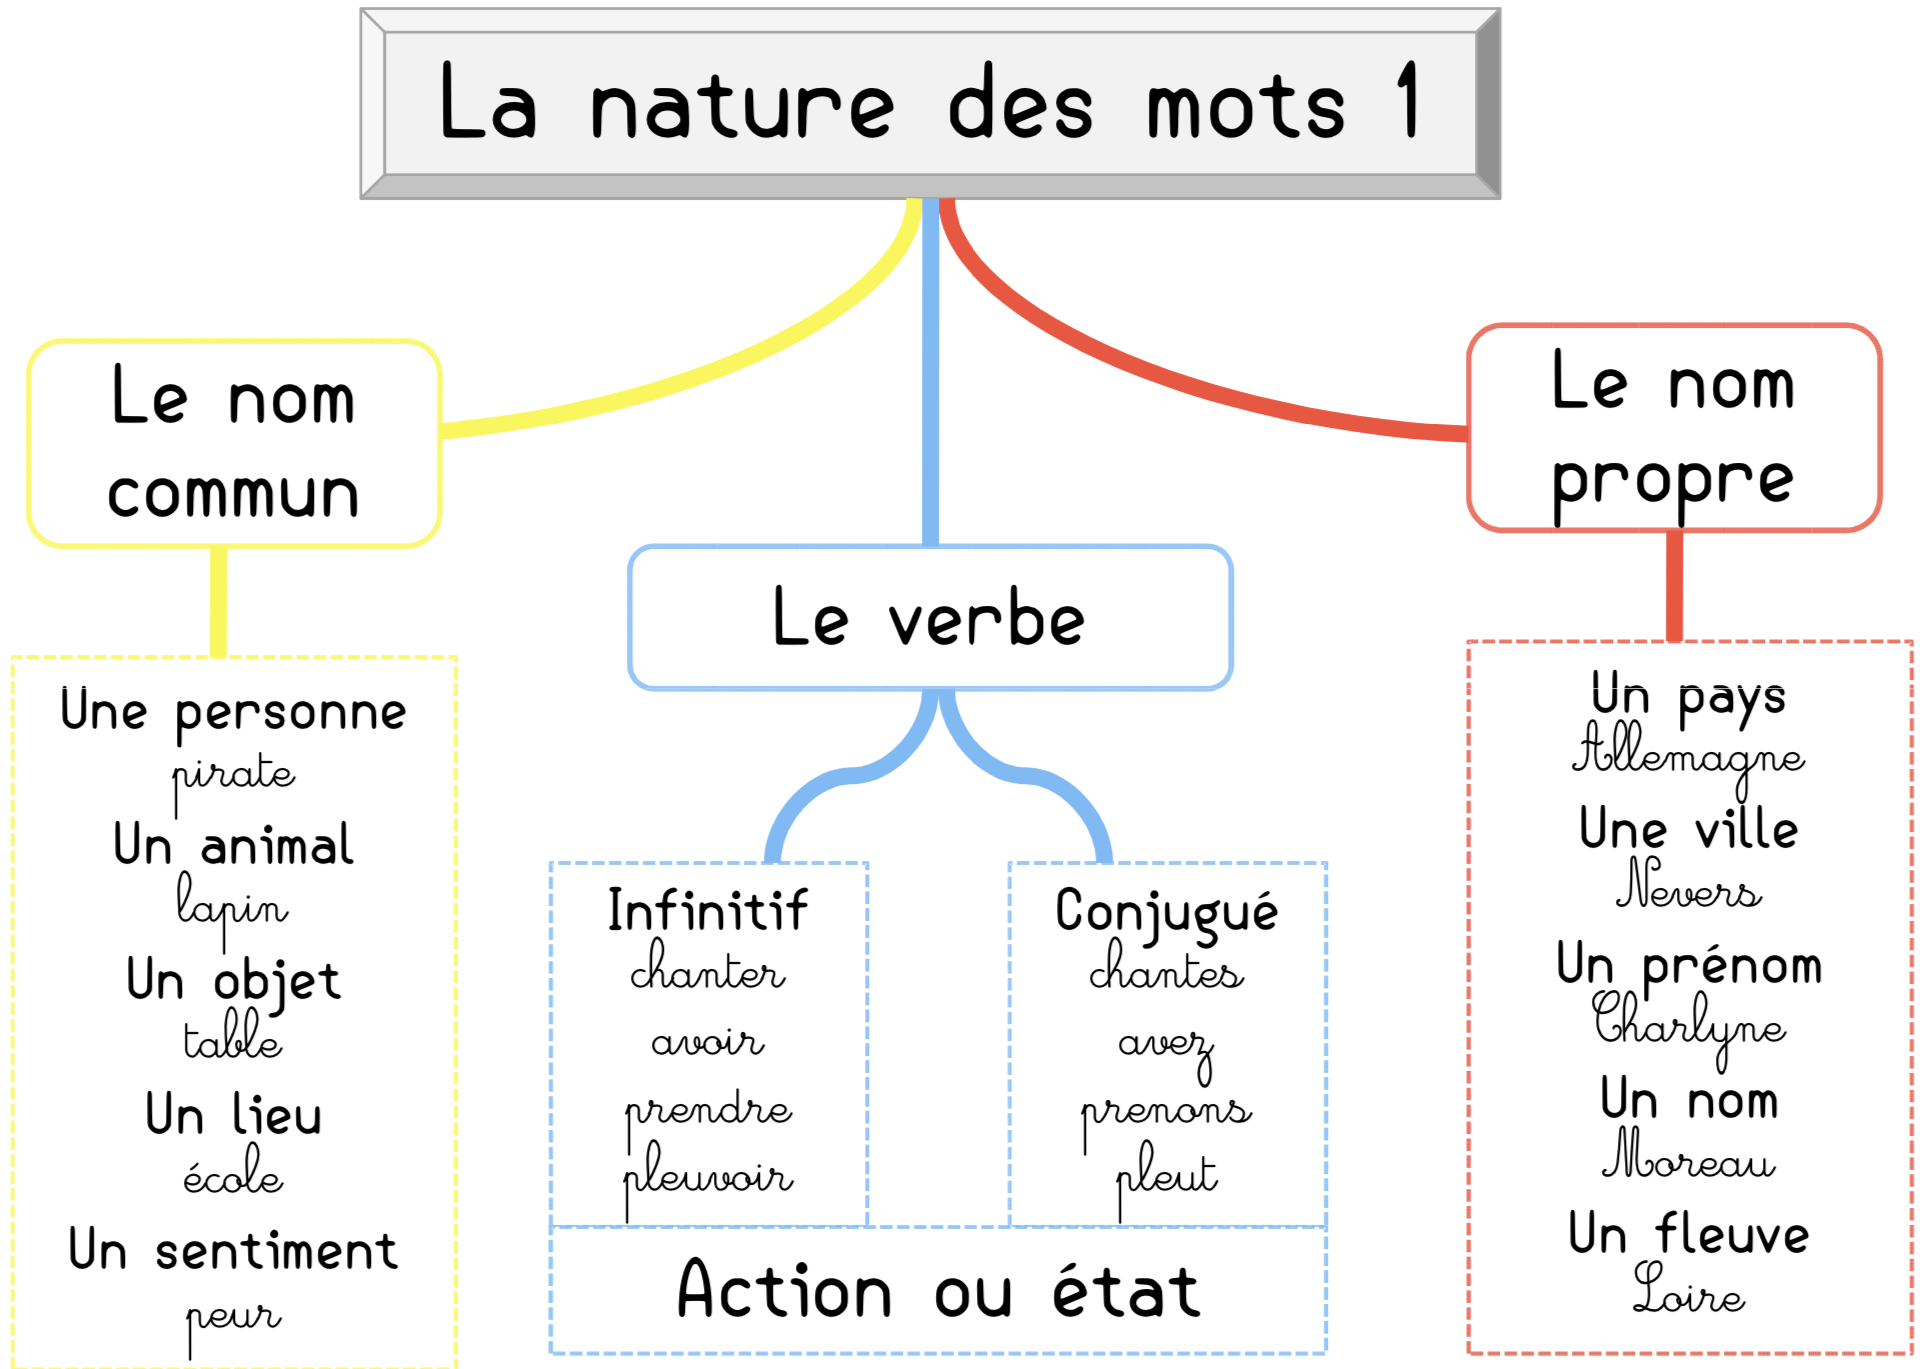 La nature des mots 1
Le nom
commun
Une personne
pirate
Un animal
lapin
Un objet
table
Un lieu
école
Un sentiment
peur
Le verbe
Infinitif
chanter
avoir
prendre
pleuvoir
Conjugué
chantes
avez
prenons
pleut
Action ou état
Le nom
propre
Un pays
Allemagne
Une ville
Nevers
Un prénom
Charlyne
Un nom
Moreau
Un fleuve
Loire